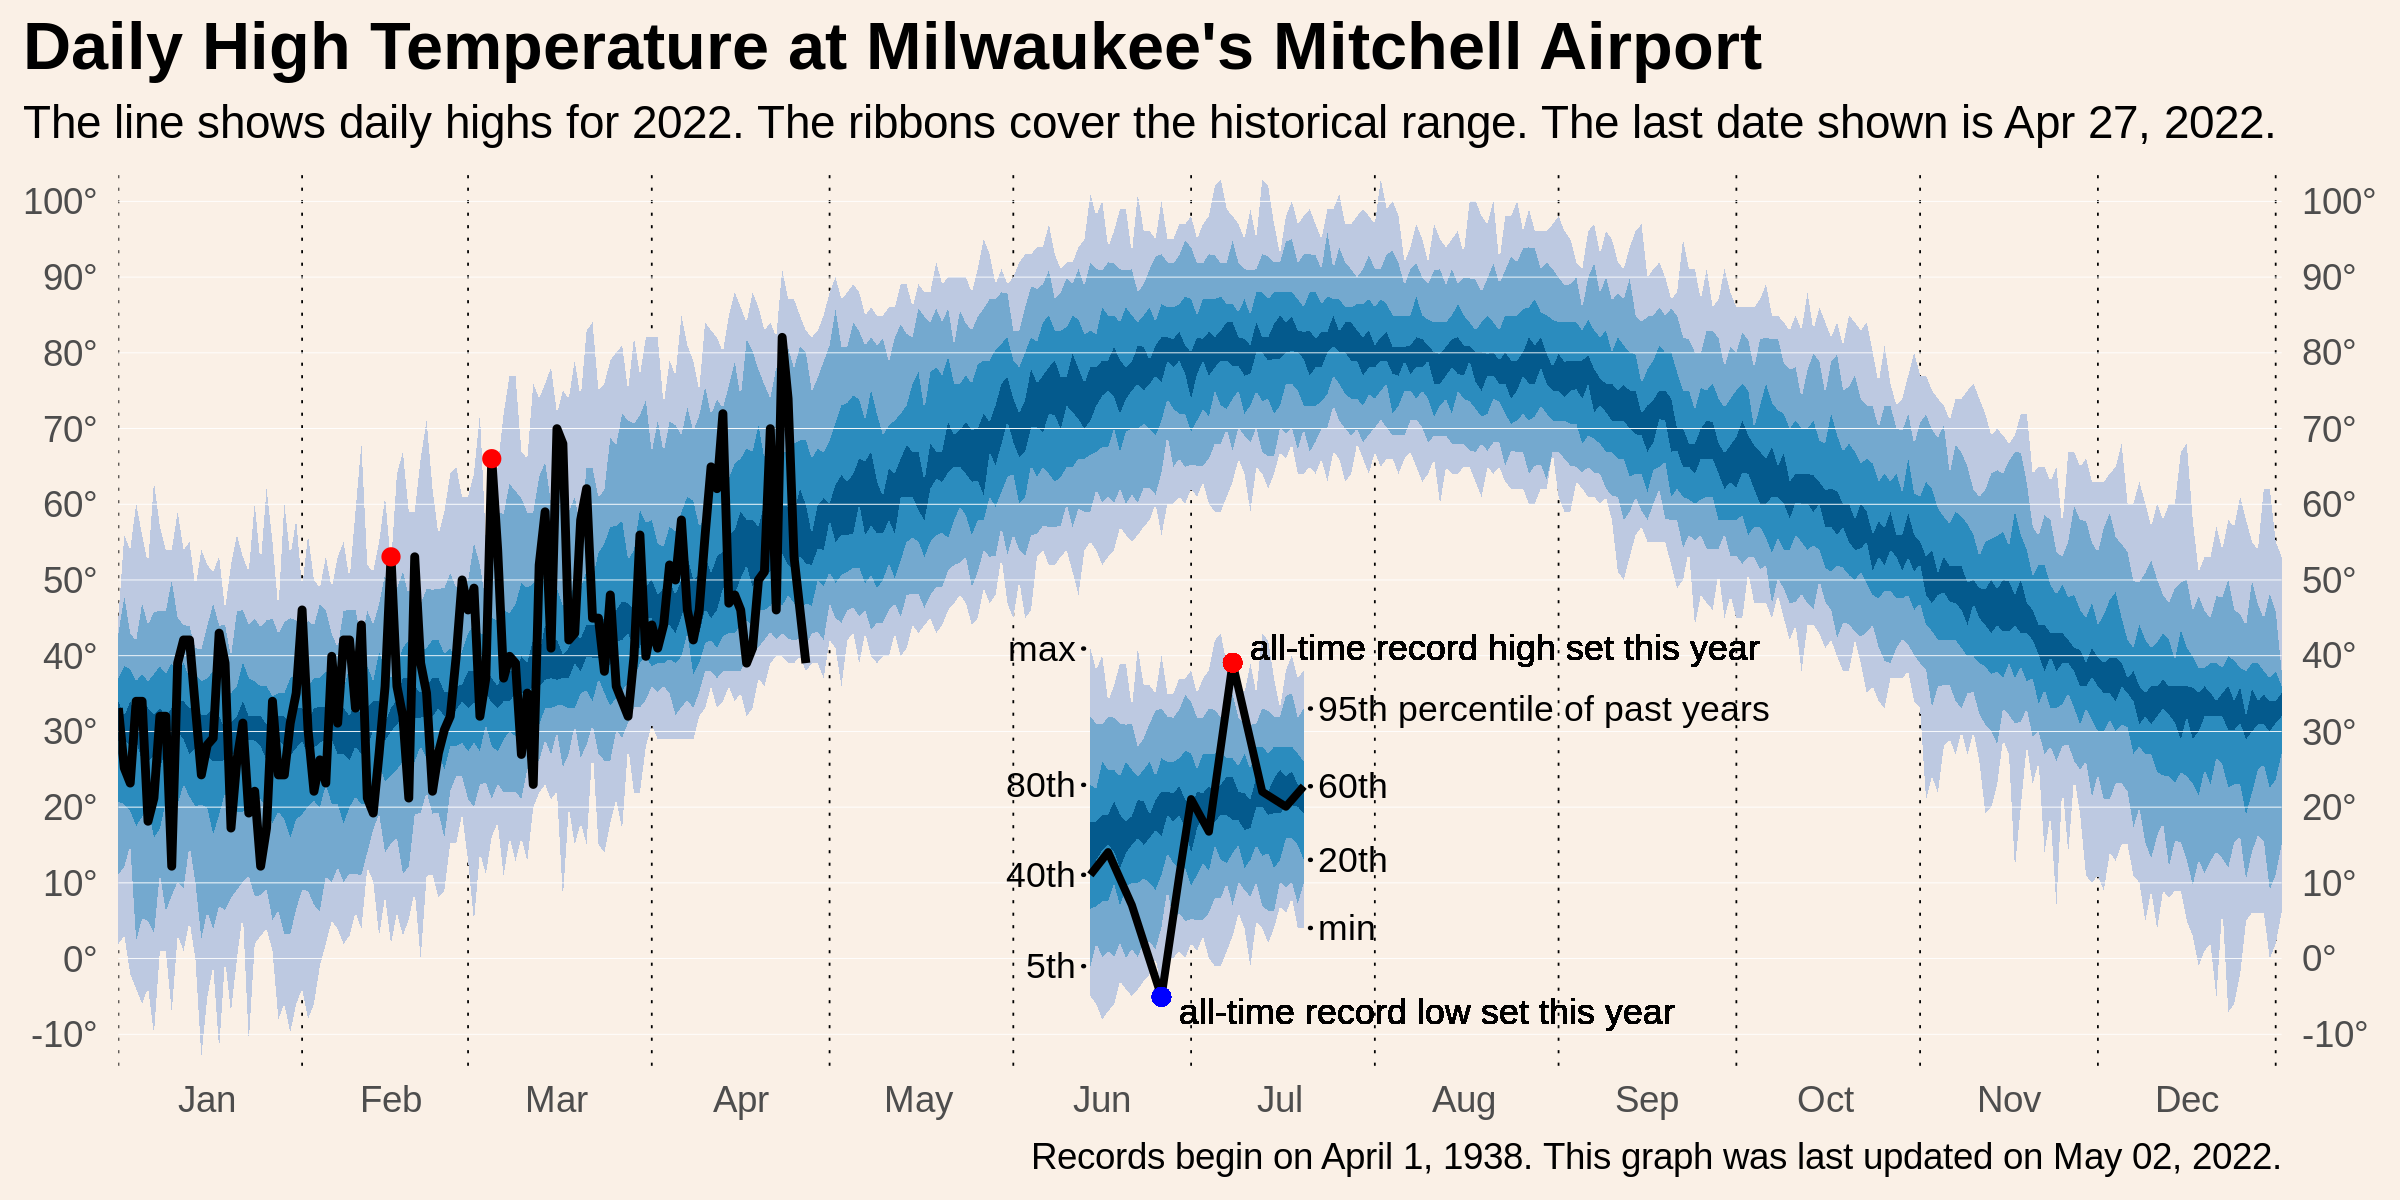 Daily High Temperature at Milwaukee's Mitchell Airport
The line shows daily highs for 2022. The ribbons cover the historical range. The last date shown is Apr 27, 2022.
100° 100°
90° 90°
80° 80°
70° 70°
60° 60°
50° 50°
max all-time record high set this year
40° 40°
95th percentile of past years
30° 30°
80th 60th
20° 20°
40th 20th
10° 10°
min
0° 5th 0°
all-time record low set this year
-10° -10°
Jan Feb Mar Apr May Jun Jul Aug Sep Oct Nov Dec
Records begin on April 1, 1938. This graph was last updated on May 02, 2022.